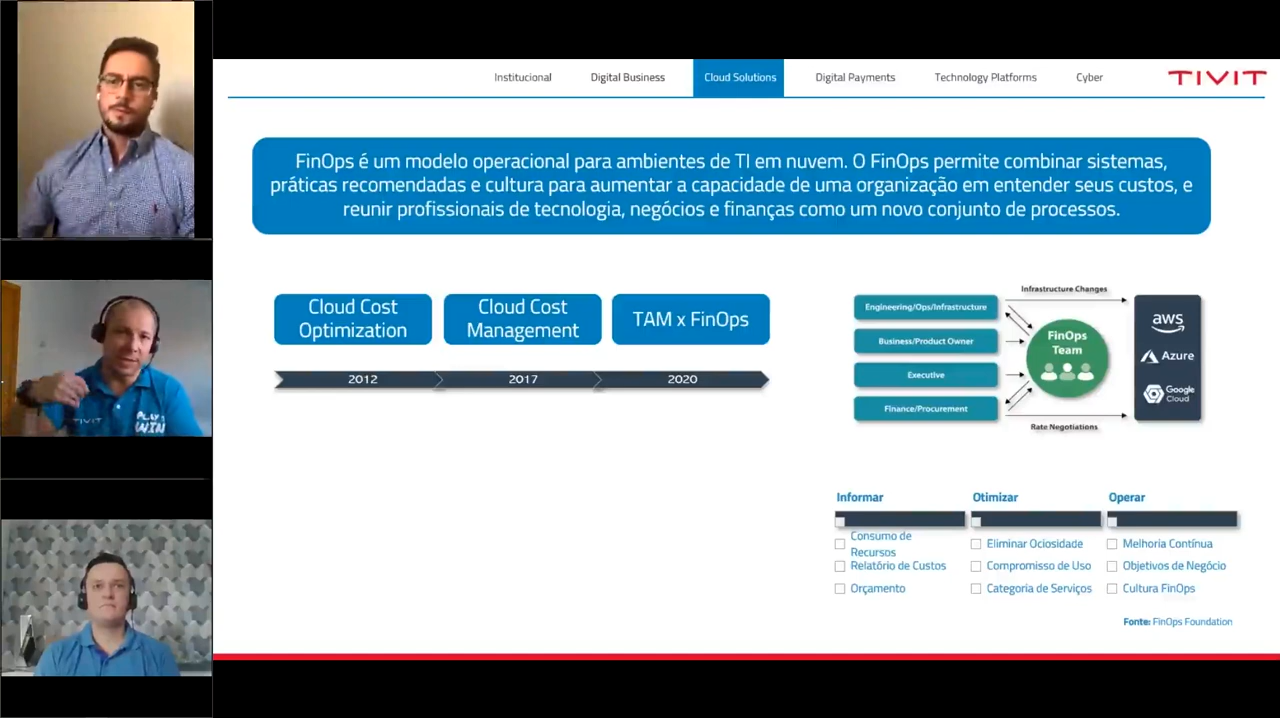 Institucional
Digital Business
Cloud Solutions
Digital Payments
Technology Platforms
Cyber
TIVIT
FinOps é um modelo operacional para ambientes de TI em nuvem. O FinOps permite combinar sistemas,
práticas recomendadas e cultura para aumentar a capacidade de uma organização em entender seus custos, e
reunir profissionais de tecnologia, negócios e finanças como um novo conjunto de processos.
Cloud Cost
Optimization
Cloud Cost
Management
TAM x FinOps
2012
2017
2020
Infrastructure Changes
Engineering/Ops/Infrastructure
Business/Product Owner
Executive
Finance/Procurement
FinOps
Team
Rate Negotiations
aws
Azure
Google
Cloud
Informar
Consumo de
Recursos
Relatório de Custos
Orçamento
Otimizar
Eliminar Ociosidade
Compromisso de Uso
Categoria de Serviços
Operar
Melhoria Contínua
Objetivos de Negócio
Cultura FinOps
Fonte: FinOps Foundation
TIVIT
PLAY
WIN